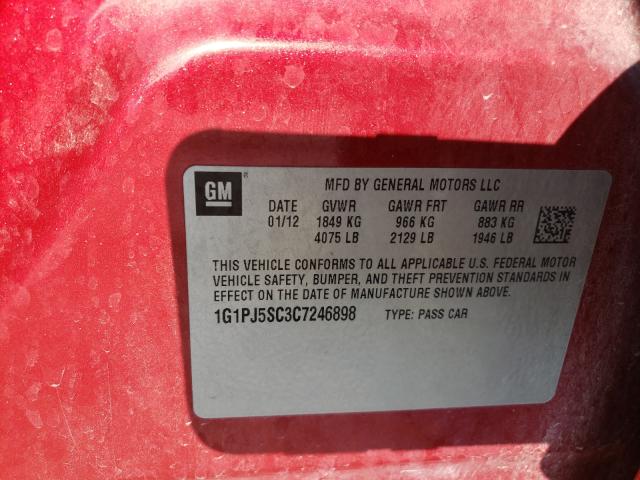 GM ®
MFD BY GENERAL MOTORS LLC
DATE GVWR GAWR FRT GAWR RR
01/12 1849 KG 966 KG 883 KG
4075 LB 2129 LB 1946 LB
THIS VEHICLE CONFORMS TO ALL APPLICABLE U.S. FEDERAL MOTOR
VEHICLE SAFETY, BUMPER, AND THEFT PREVENTION STANDARDS IN
EFFECT ON THE DATE OF MANUFACTURE SHOWN ABOVE.
1G1PJ5SC3C7246898 TYPE: PASS CAR